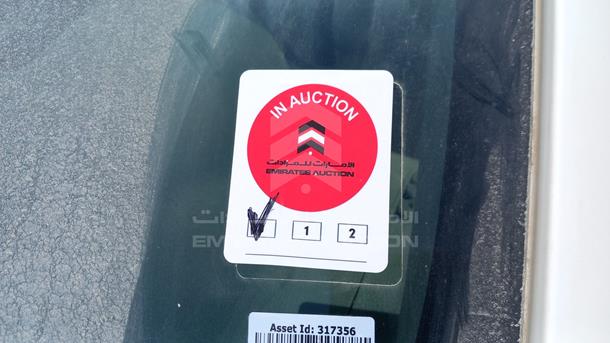 IN AUCTION
الإمارات للمزادات
EMIRATES AUCTION
1 2
Asset Id: 317356